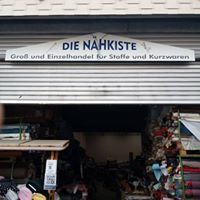 DIE NÄHKISTE
Groß und Einzelhandel für Stoffe und Kurzwaren